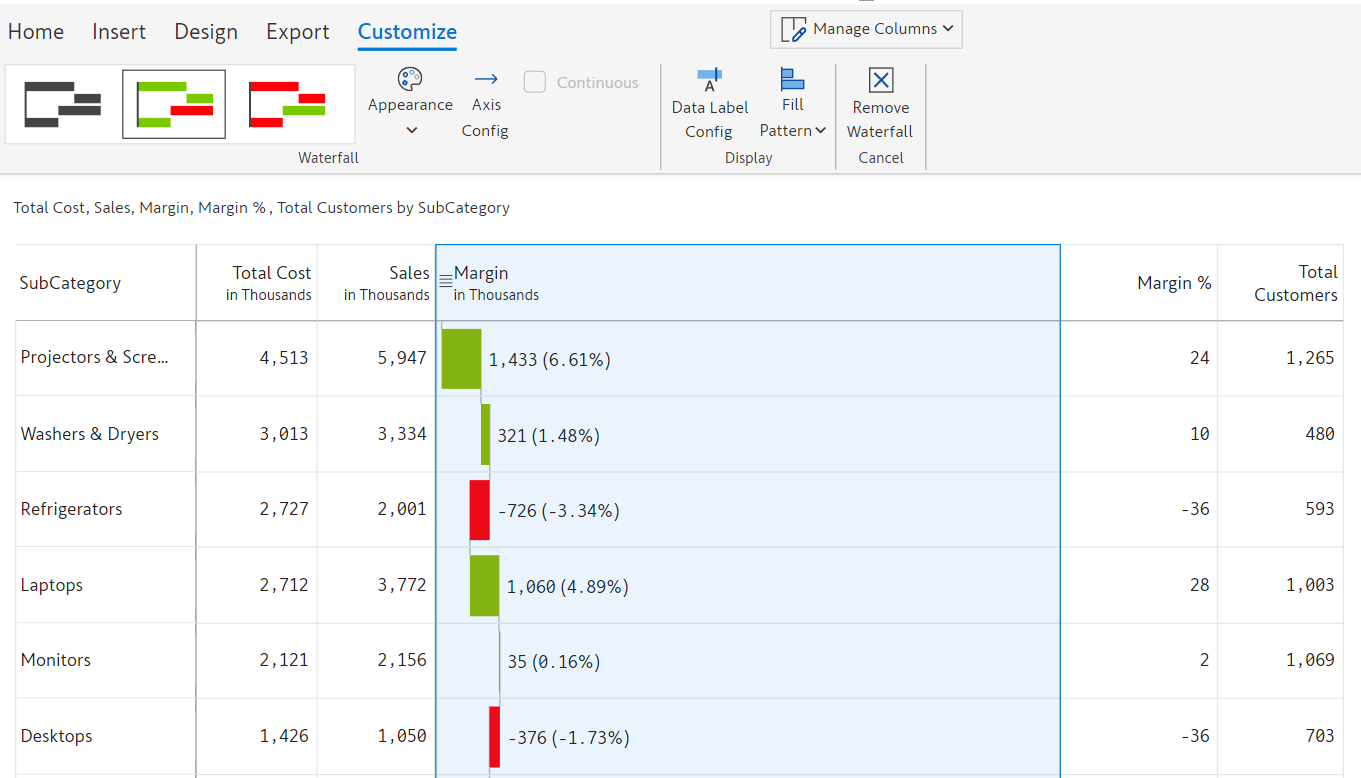 Home Insert Design Export Customize
Manage Columns
Appearance
Axis
Config
Continuous
Waterfall
Data Label
Config
Fill
Pattern
Display
Remove
Waterfall
Cancel
Total Cost, Sales, Margin, Margin % , Total Customers by SubCategory
SubCategory
Total Cost
in Thousands
Sales
in Thousands
Margin
in Thousands
Margin %
Total
Customers
Projectors & Scre... 4,513 5,947 1,433 (6.61%) 24 1,265
Washers & Dryers 3,013 3,334 321 (1.48%) 10 480
Refrigerators 2,727 2,001 -726 (-3.34%) -36 593
Laptops 2,712 3,772 1,060 (4.89%) 28 1,003
Monitors 2,121 2,156 35 (0.16%) 2 1,069
Desktops 1,426 1,050 -376 (-1.73%) -36 703